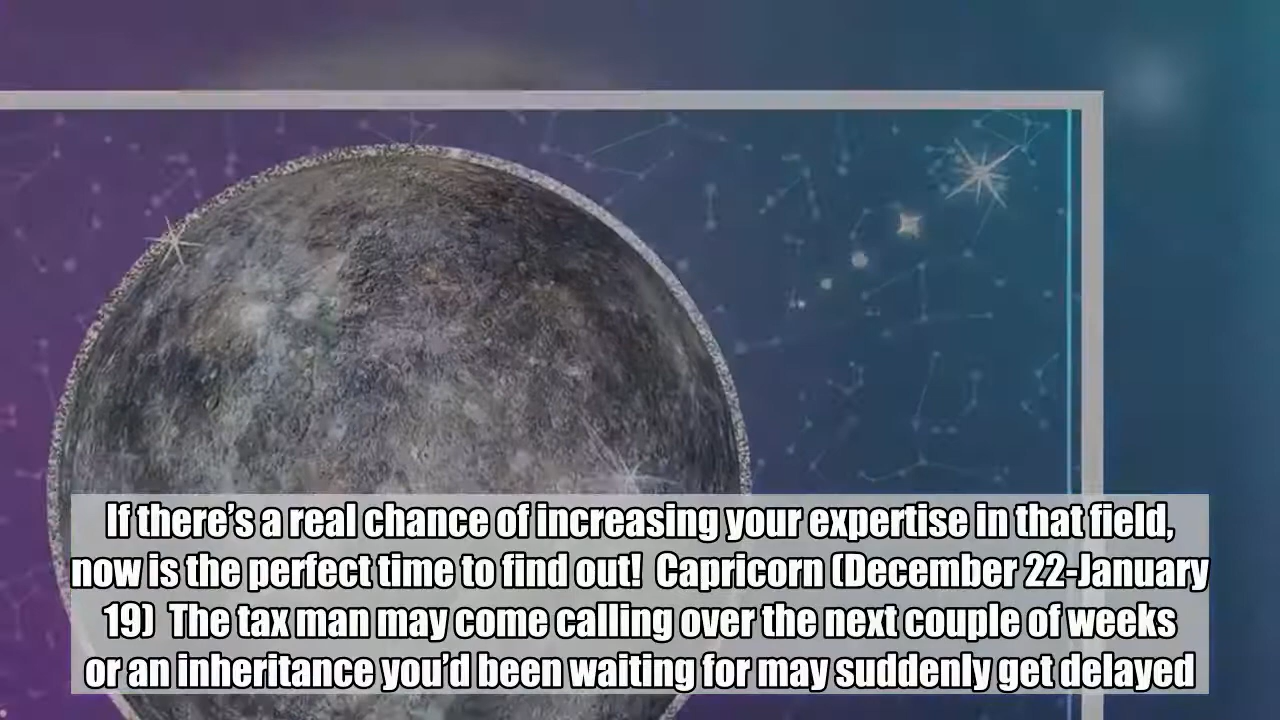 If there's a real chance of increasing your expertise in that field,
now is the perfect time to find out!  Capricorn (December 22-January
19)  The tax man may come calling over the next couple of weeks
or an inheritance you'd been waiting for may suddenly get delayed